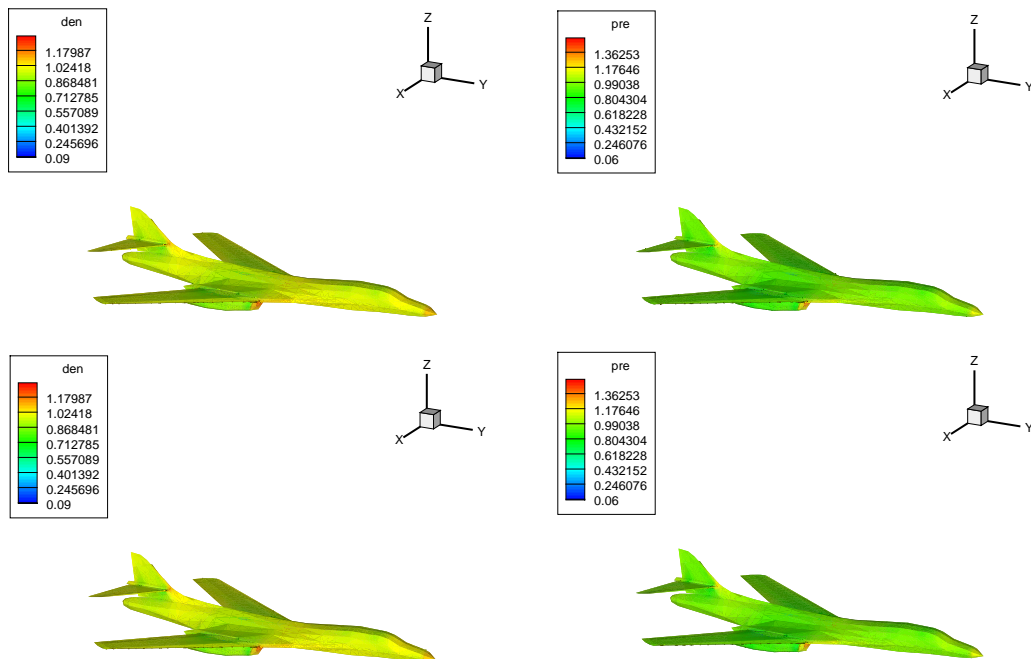 den
1.17987
1.02418
0.868481
0.712785
0.557089
0.401392
0.245696
0.09
Z
X
Y
pre
1.36253
1.17646
0.99038
0.804304
0.618228
0.432152
0.246076
0.06
Z
X
Y
den
1.17987
1.02418
0.868481
0.712785
0.557089
0.401392
0.245696
0.09
Z
X
Y
pre
1.36253
1.17646
0.99038
0.804304
0.618228
0.432152
0.246076
0.06
Z
X
Y